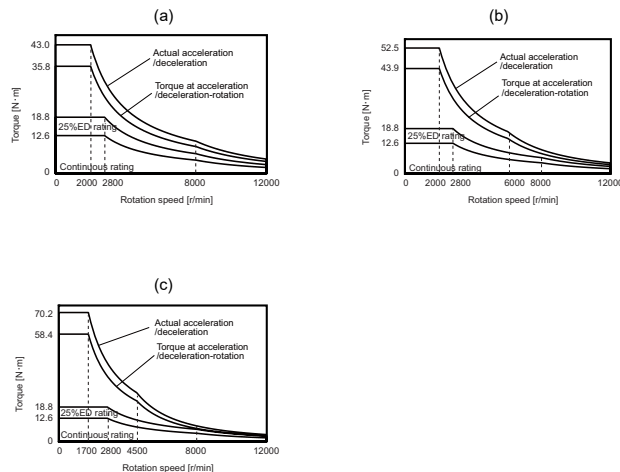 (a)
43.0
35.8
18.8
12.6
0
Torque [N·m]
Actual acceleration
/deceleration
Torque at acceleration
/deceleration-rotation
25%ED rating
Continuous rating
0 2000 2800 8000 12000
Rotation speed [r/min]
(b)
52.5
43.9
18.8
12.6
0
Torque [N·m]
Actual acceleration
/deceleration
Torque at acceleration
/deceleration-rotation
25%ED rating
Continuous rating
0 2000 2800 6000 8000 12000
Rotation speed [r/min]
(c)
70.2
58.4
18.8
12.6
0
Torque [N·m]
Actual acceleration
/deceleration
Torque at acceleration
/deceleration-rotation
25%ED rating
Continuous rating
0 1700 2800 4500 8000 12000
Rotation speed [r/min]